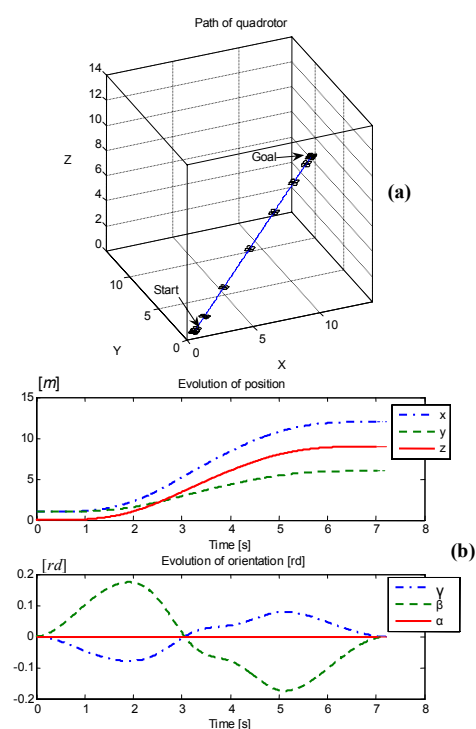 Path of quadrotor
14
12
10
8
6
4
2
0
Z
10
5
0
Y
0
5
10
X
Goal
Start
(a)
[m]
Evolution of position
15
10
5
0
0 1 2 3 4 5 6 7 8
Time [s]
x
y
z
(b)
[rd]
Evolution of orientation [rd]
0.2
0.1
0
-0.1
-0.2
0 1 2 3 4 5 6 7 8
Time [s]
γ
β
α